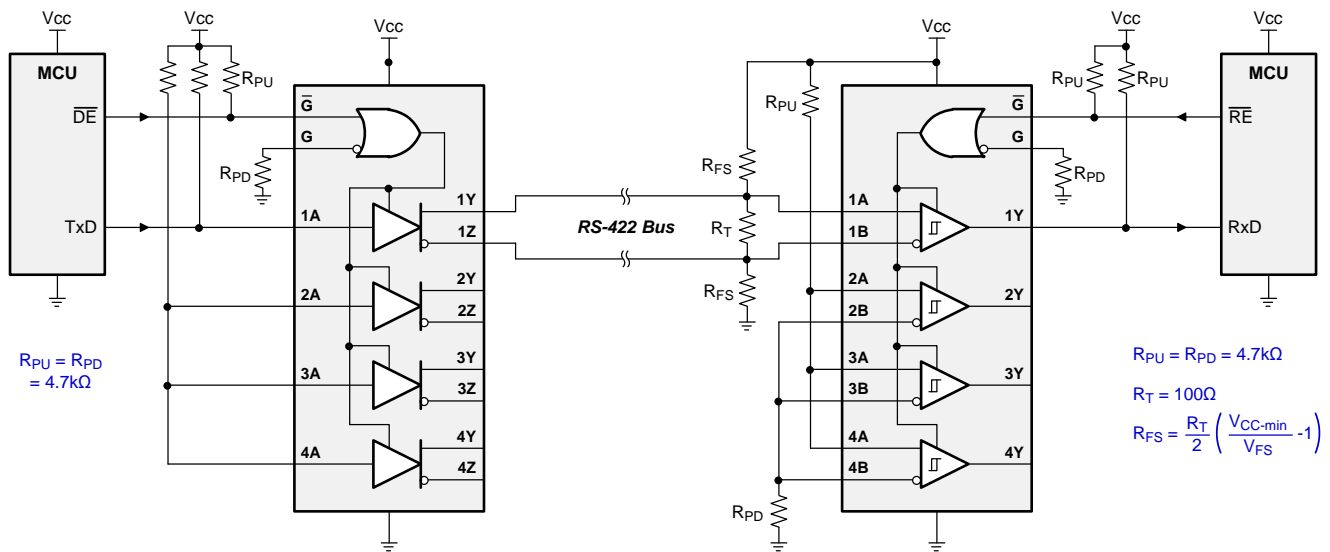 Vcc
MCU
D̅E̅
TxD
Vcc
RPU
RPD
RPU = RPD
= 4.7kΩ
Vcc
G̅
G
1A
2A
3A
4A
1Y
1Z
2Y
2Z
3Y
3Z
4Y
4Z
RS-422 Bus
RFS
RT
RFS
RPU
RPD
Vcc
G̅
G
1A
1B
2A
2B
3A
3B
4A
4B
1Y
2Y
3Y
4Y
Vcc
RPU
RPU
RPD
Vcc
MCU
R̅E̅
RxD
RPU = RPD = 4.7kΩ
RT = 100Ω
RFS = RT/2 (VCC-min/VFS -1)